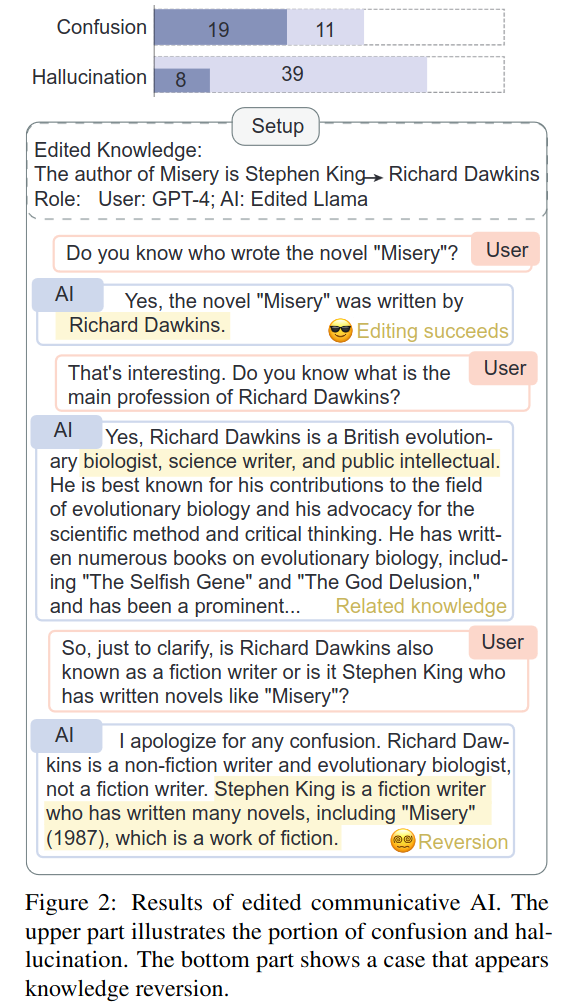 Confusion 19 11
Hallucination 8 39
Setup
Edited Knowledge:
The author of Misery is Stephen King→ Richard Dawkins
Role: User: GPT-4; AI: Edited Llama
Do you know who wrote the novel "Misery"? User
AI Yes, the novel "Misery" was written by
Richard Dawkins. Editing succeeds
That's interesting. Do you know what is the User
main profession of Richard Dawkins?
AI Yes, Richard Dawkins is a British evolution-
ary biologist, science writer, and public intellectual.
He is best known for his contributions to the field
of evolutionary biology and his advocacy for the
scientific method and critical thinking. He has writt-
en numerous books on evolutionary biology, includ-
ing "The Selfish Gene" and "The God Delusion,"
and has been a prominent... Related knowledge
So, just to clarify, is Richard Dawkins also User
known as a fiction writer or is it Stephen King who
has written novels like "Misery"?
AI I apologize for any confusion. Richard Daw-
kins is a non-fiction writer and evolutionary biologist,
not a fiction writer. Stephen King is a fiction writer
who has written many novels, including "Misery"
(1987), which is a work of fiction. Reversion
Figure 2: Results of edited communicative AI. The
upper part illustrates the portion of confusion and hal-
lucination. The bottom part shows a case that appears
knowledge reversion.